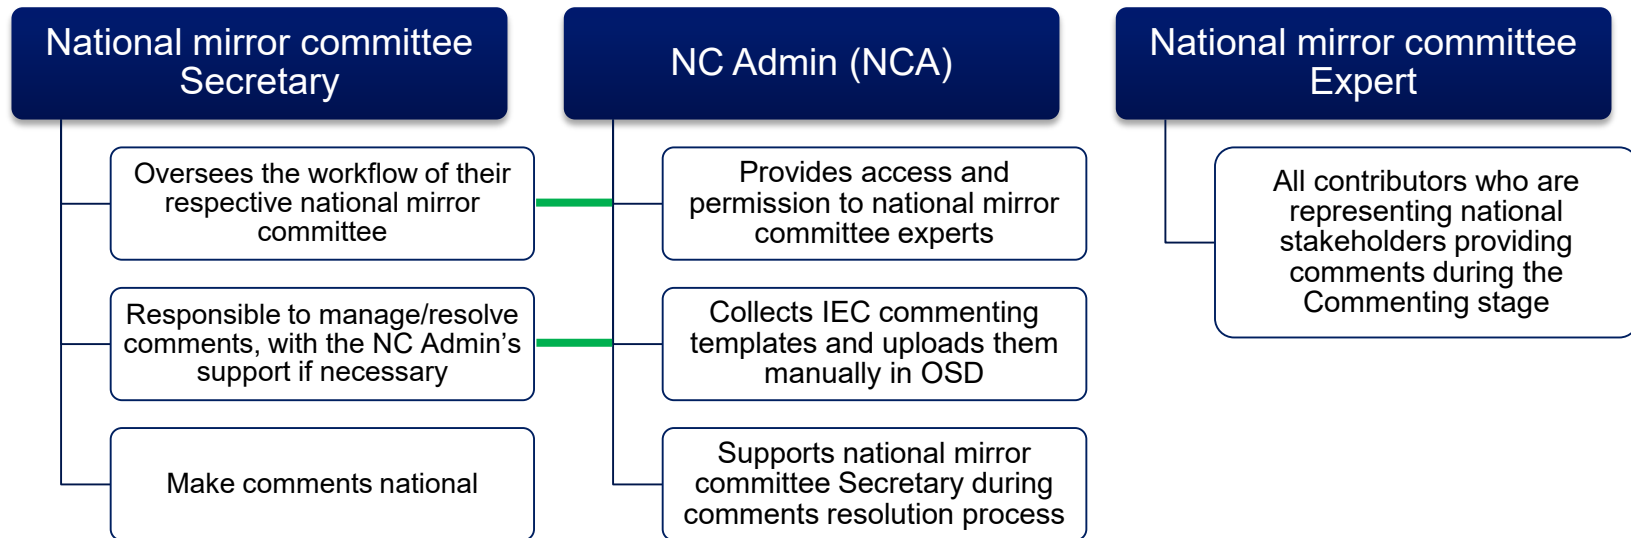 National mirror committee
Secretary
Oversees the workflow of their
respective national mirror
committee
Responsible to manage/resolve
comments, with the NC Admin’s
support if necessary
Make comments national
NC Admin (NCA)
Provides access and
permission to national mirror
committee experts
Collects IEC commenting
templates and uploads them
manually in OSD
Supports national mirror
committee Secretary during
comments resolution process
National mirror committee
Expert
All contributors who are
representing national
stakeholders providing
comments during the
Commenting stage